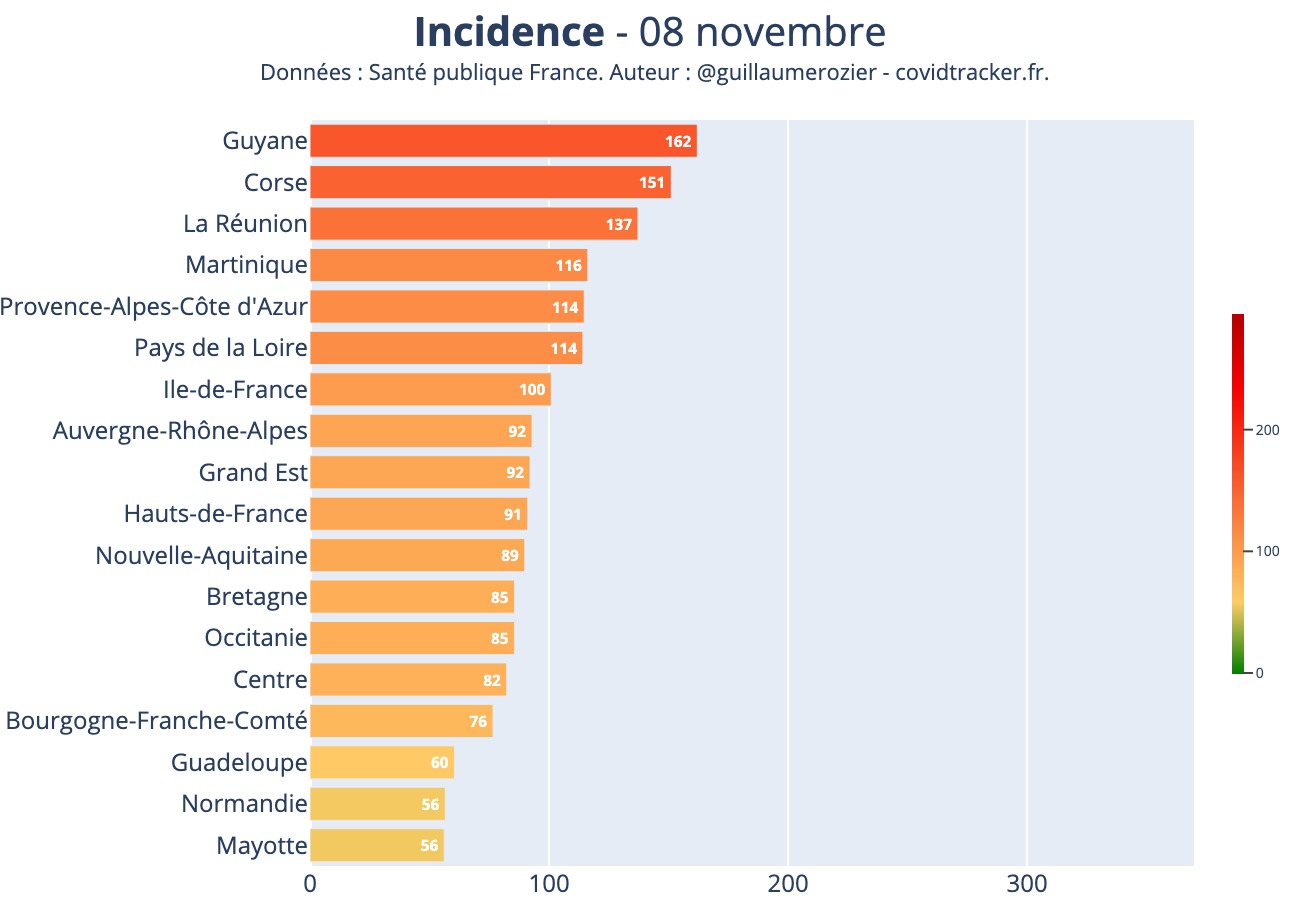 Incidence - 08 novembre
Données : Santé publique France. Auteur : @guillaumerozier - covidtracker.fr.
Guyane 162
Corse 151
La Réunion 137
Martinique 116
Provence-Alpes-Côte d'Azur 114
Pays de la Loire 114
Ile-de-France 100
Auvergne-Rhône-Alpes 92
Grand Est 92
Hauts-de-France 91
Nouvelle-Aquitaine 89
Bretagne 85
Occitanie 85
Centre 82
Bourgogne-Franche-Comté 76
Guadeloupe 60
Normandie 56
Mayotte 56
0 100 200 300
200
100
0